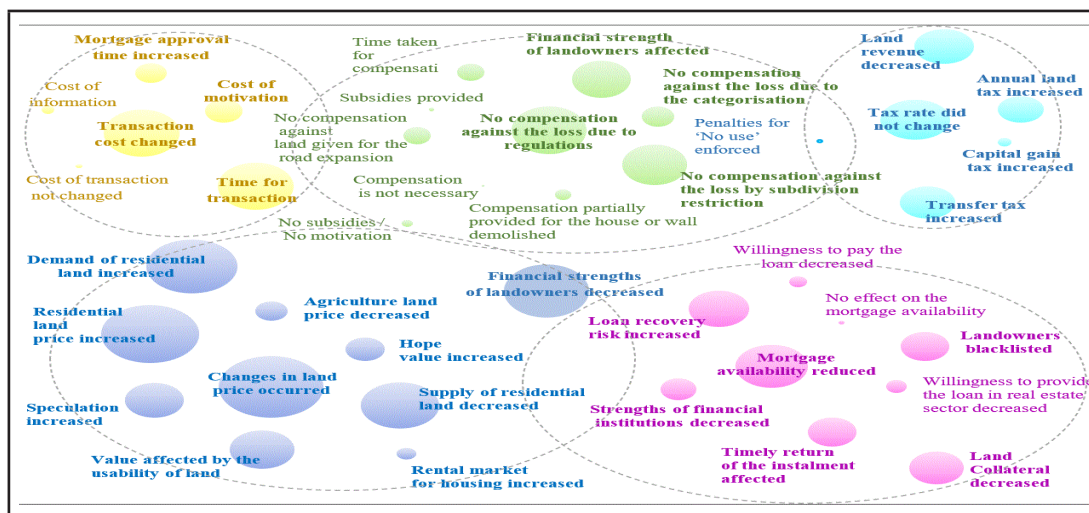 Mortgage approval
time increased
Cost of
information
Cost of
motivation
Transaction
cost changed
Cost of transaction
not changed
Time for
transaction
Time taken
for
compensati
Financial strength
of landowners affected
Subsidies provided
No compensation
against the loss due to
the categorisation
No compensation
against
land given for the
road expansion
No compensation
against the loss due to
regulations
Penalties for
‘No use’
enforced
Compensation
is not necessary
No compensation against
the loss by subdivision
restriction
No subsidies/
No motivation
Compensation partially
provided for the house or wall
demolished
Land
revenue
decreased
Annual land
tax increased
Tax rate did
not change
Capital gain
tax increased
Transfer tax
increased
Demand of residential
land increased
Financial strengths
of landowners decreased
Residential
land
price increased
Agriculture land
price decreased
Hope
value increased
Changes in land
price occurred
Supply of residential
land decreased
Speculation
increased
Value affected by the
usability of land
Rental market
for housing increased
Willingness to pay the
loan decreased
Loan recovery
risk increased
No effect on the
mortgage availability
Landowners
blacklisted
Mortgage
availability reduced
Willingness to provide
the loan in real estate
sector decreased
Strengths of financial
institutions decreased
Timely return
of the instalment
affected
Land
Collateral
decreased